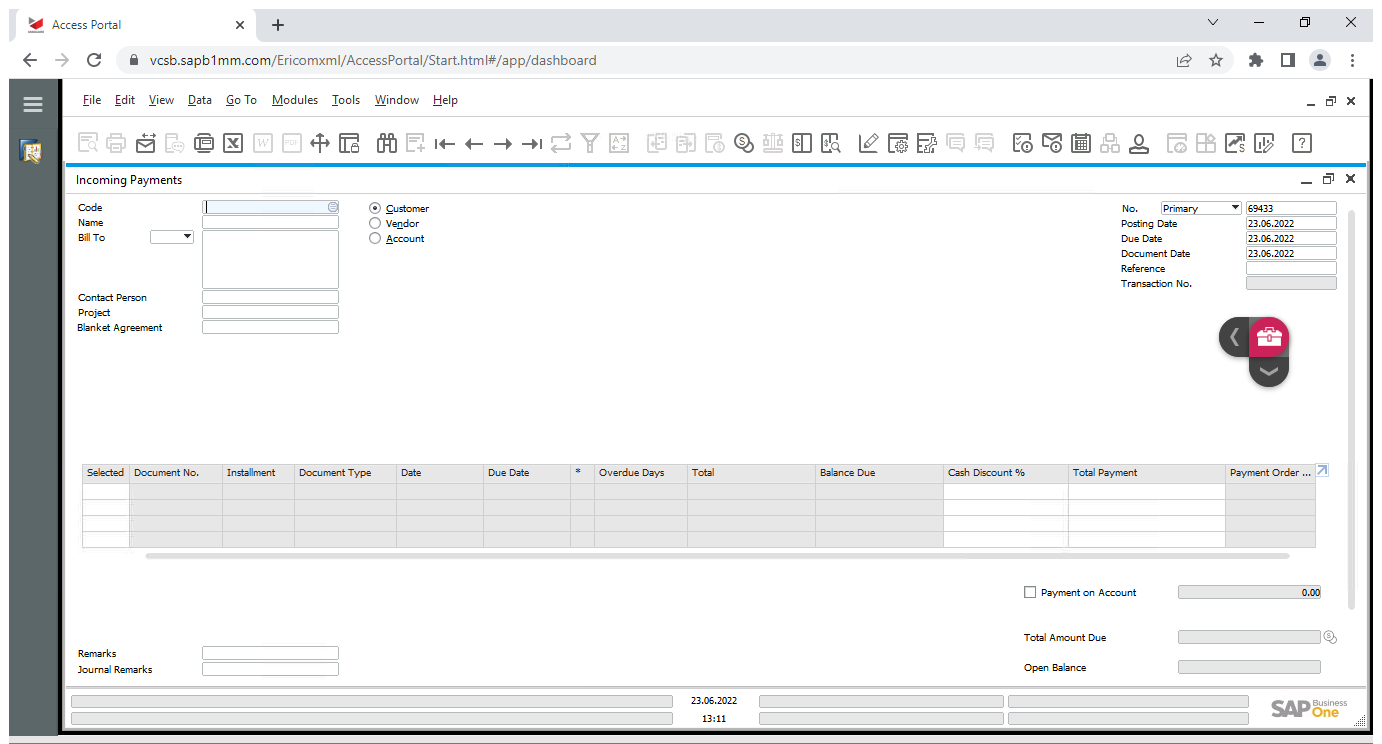 Access Portal
vcsb.sapb1mm.com/Ericomxml/AccessPortal/Start.html#/app/dashboard
File Edit View Data Go To Modules Tools Window Help
Incoming Payments
Code
Customer
No. Primary 69433
Name
Vendor
Posting Date 23.06.2022
Bill To
Account
Due Date 23.06.2022
Document Date 23.06.2022
Reference
Transaction No.
Contact Person
Project
Blanket Agreement
Selected Document No. Installment Document Type Date Due Date * Overdue Days Total Balance Due Cash Discount % Total Payment Payment Order ...
Payment on Account 0.00
Total Amount Due
Remarks
Journal Remarks
Open Balance
23.06.2022
13:11
SAP Business One